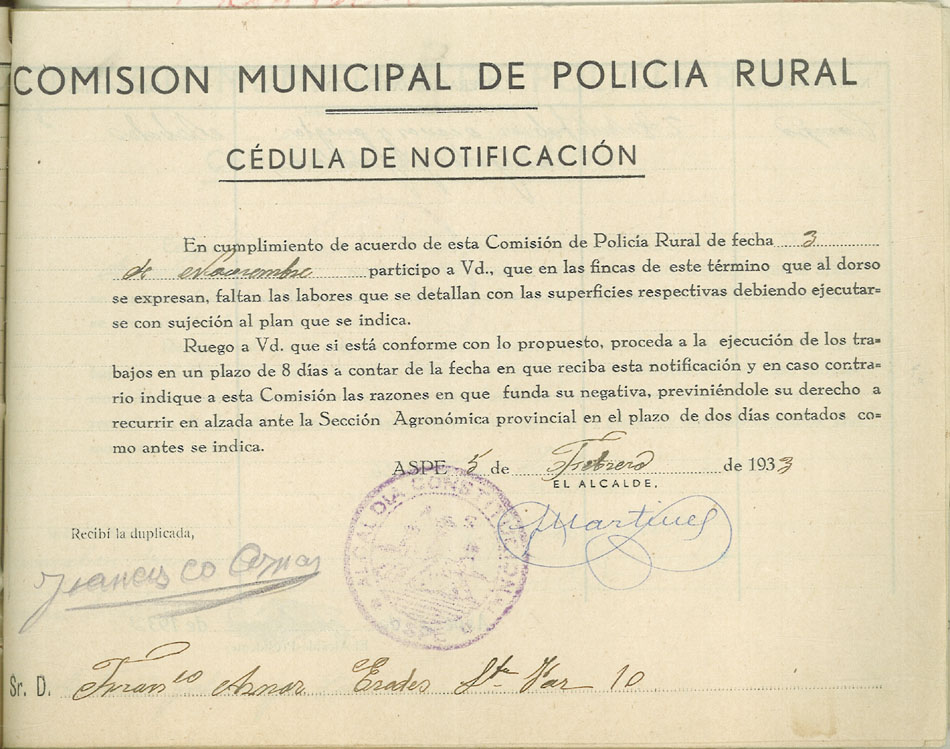 COMISION MUNICIPAL DE POLICIA RURAL
CÉDULA DE NOTIFICACIÓN
En cumplimiento de acuerdo de esta Comisión de Policía Rural de fecha 3
de Noviembre participo a Vd., que en las fincas de este término que al dorso
se expresan, faltan las labores que se detallan con las superficies respectivas debiendo ejecutar=
se con sujeción al plan que se indica.
Ruego a Vd. que si está conforme con lo propuesto, proceda a la ejecución de los tra=
bajos en un plazo de 8 días a contar de la fecha en que reciba esta notificación y en caso contra=
rio indique a esta Comisión las razones en que funda su negativa, previniéndole su derecho a
recurrir en alzada ante la Sección Agronómica provincial en el plazo de dos días contados co=
mo antes se indica.
ASPE 5 de Febrero de 1933
EL ALCALDE,
Martinez
ALCALDIA CONSTITUCIONAL
ASPE
Recibí la duplicada,
Francisco Aznar
Sr. D. Fran^co Aznar Erades 10